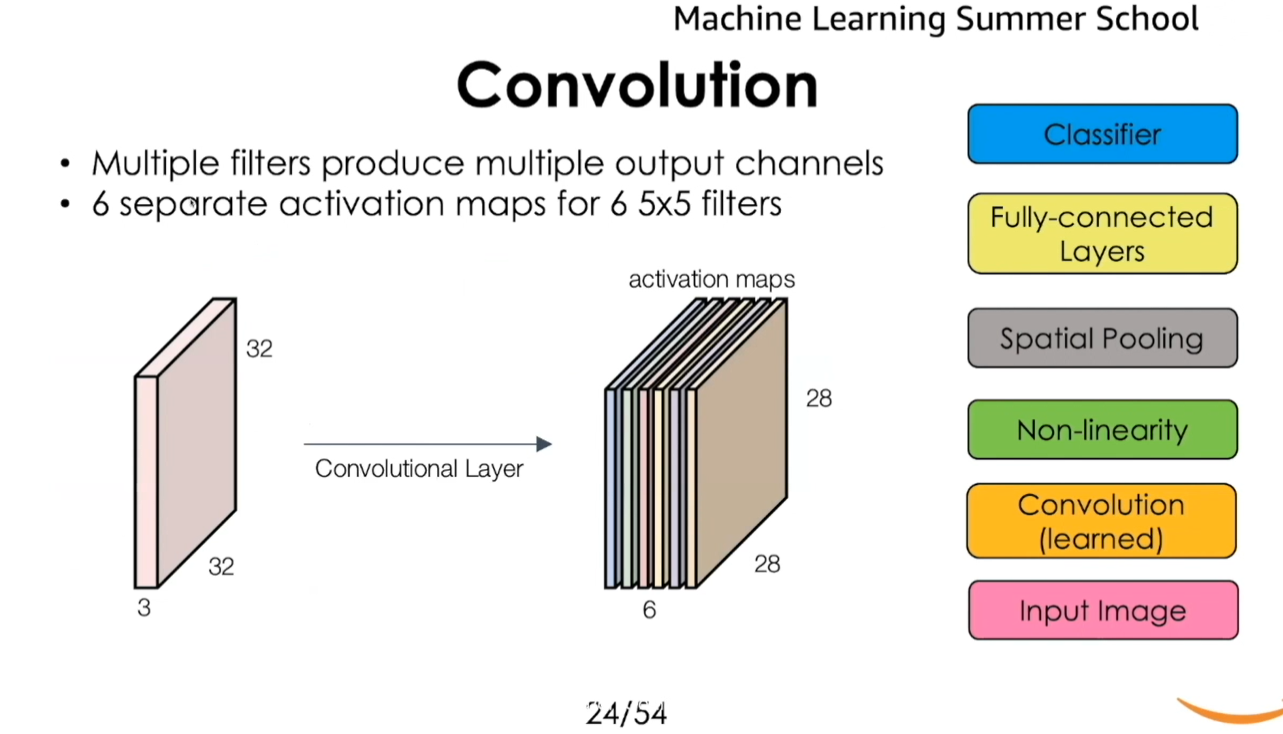 Machine Learning Summer School
Convolution
• Multiple filters produce multiple output channels
• 6 separate activation maps for 6 5x5 filters
activation maps
32
32
3
Convolutional Layer
28
28
6
Classifier
Fully-connected
Layers
Spatial Pooling
Non-linearity
Convolution
(learned)
Input Image
24/54